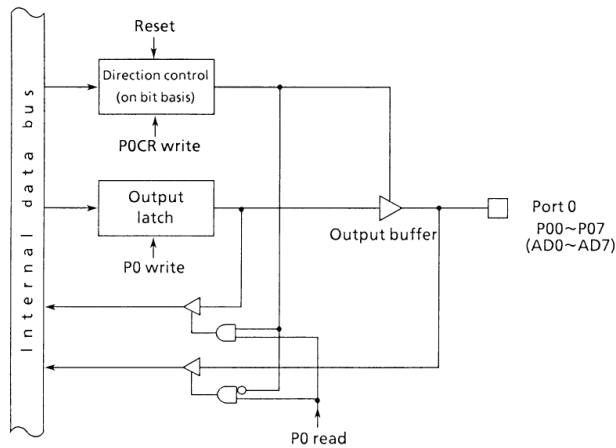 Internal data bus
Reset
Direction control
(on bit basis)
P0CR write
Output
latch
P0 write
Output buffer
Port 0
P00~P07
(AD0~AD7)
P0 read